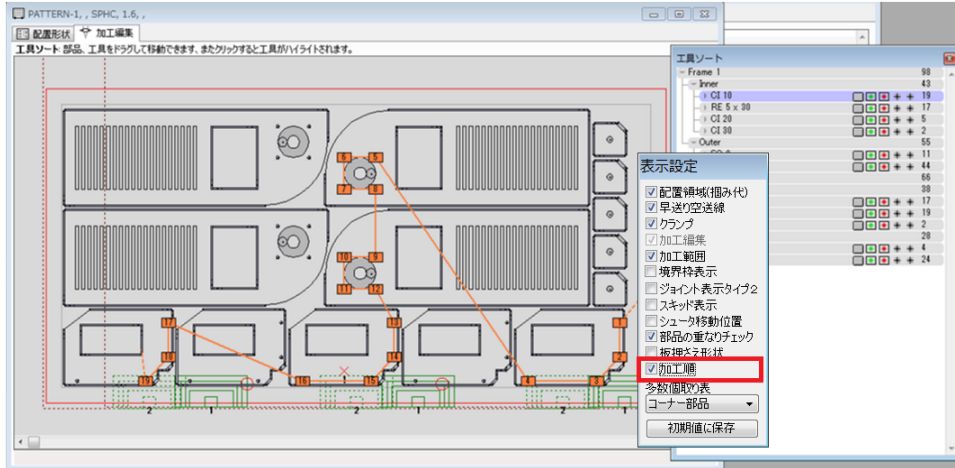 PATTERN-1, , SPHC, 1.6, ,
配置形状
加工編集
工具ソート 部品、工具をドラッグして移動できます、またクリックすると工具がハイライトされます。
6
5
7
8
10
9
11
12
17
13
1
18
14
2
19
16
1
15
4
3
2
1
2
1
2
1
工具ソート
Frame 1 98
Inner 43
CI 10 19
RE 5 x 30 17
CI 20 5
CI 30 2
Outer 55
11
44
66
38
17
19
2
28
4
24
表示設定
配置領域(掴み代)
早送り空送線
クランプ
加工編集
加工範囲
境界枠表示
ジョイント表示タイプ2
スキッド表示
シュータ移動位置
部品の重なりチェック
板押さえ形状
加工順
多数個取り表
コーナー部品
初期値に保存